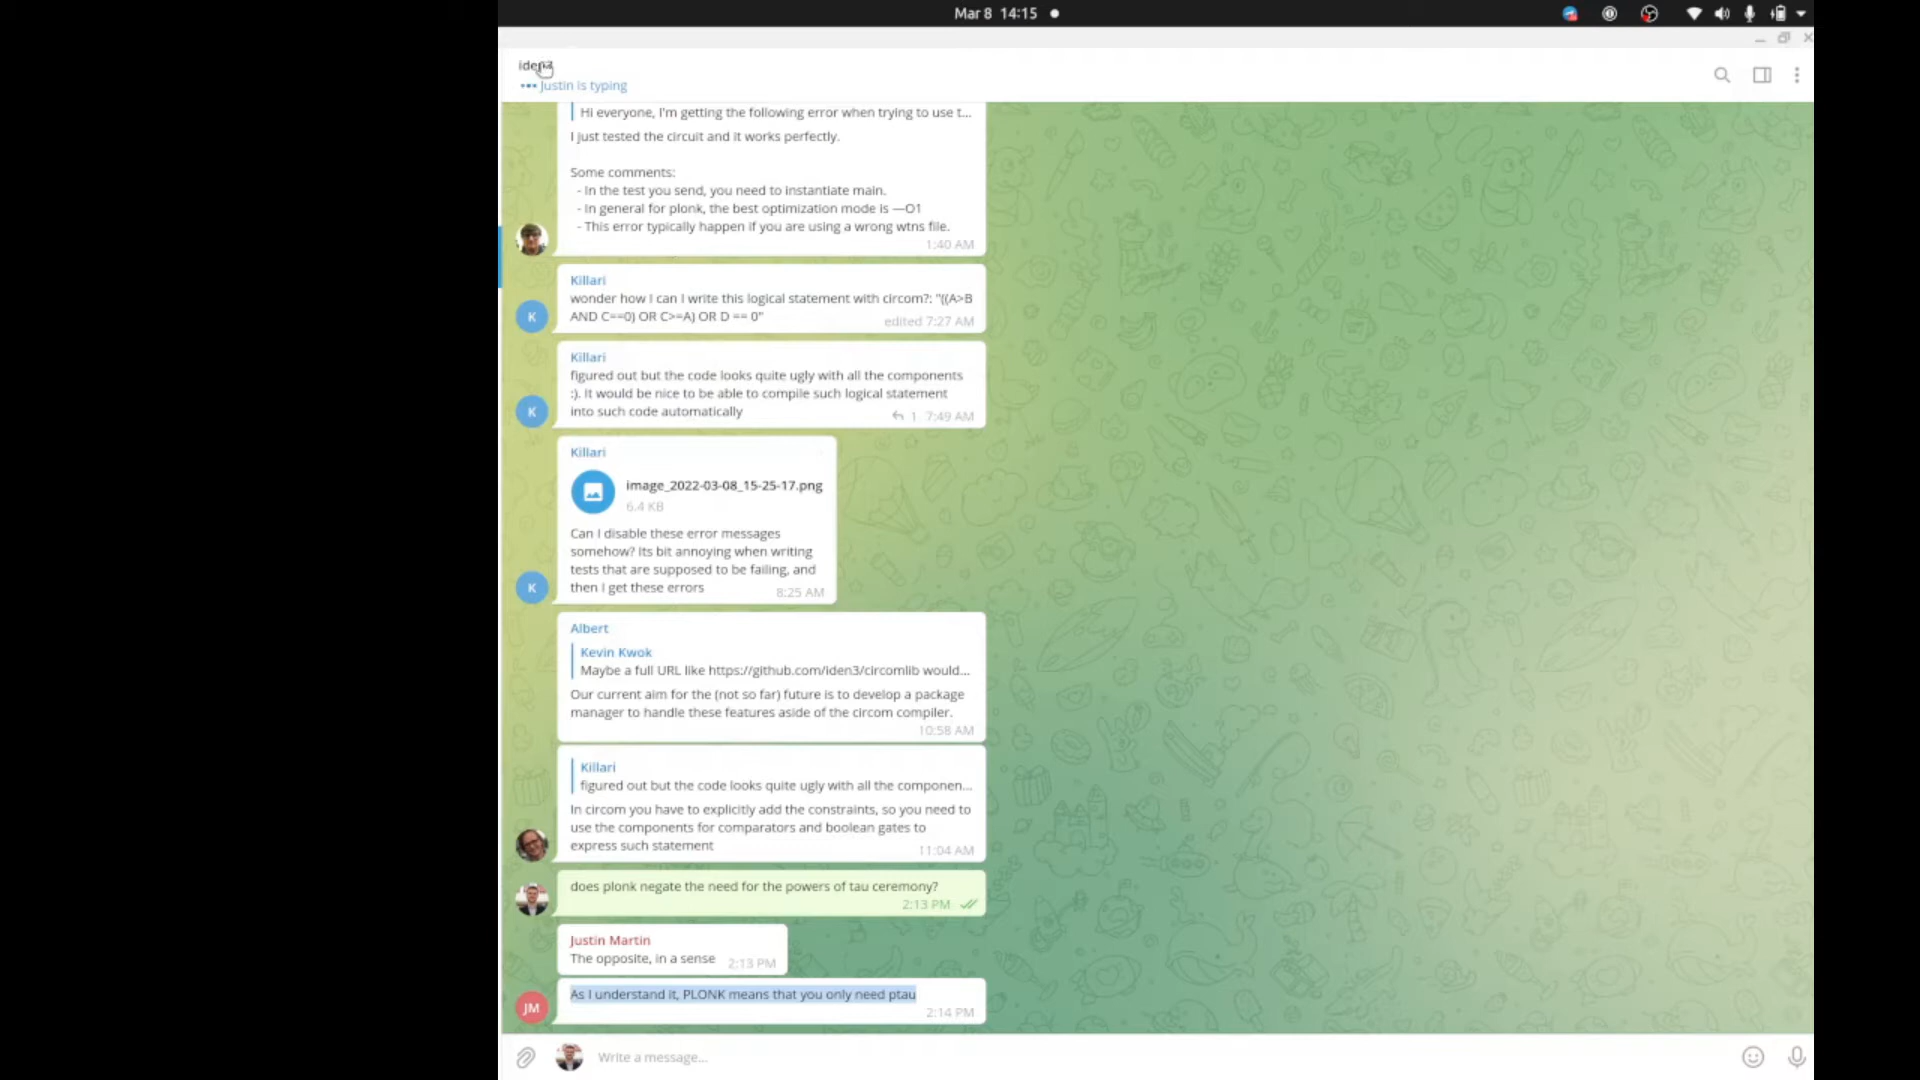 Mar 8 14:15
iden3
Justin is typing
Hi everyone, I'm getting the following error when trying to use t...
I just tested the circuit and it works perfectly.
Some comments:
- In the test you send, you need to instantiate main.
- In general for plonk, the best optimization mode is —O1
- This error typically happen if you are using a wrong wtns file.
1:40 AM
Killari
wonder how I can I write this logical statement with circom?: "((A>B
AND C==0) OR C>=A) OR D == 0"
edited 7:27 AM
K
Killari
figured out but the code looks quite ugly with all the components
:). It would be nice to be able to compile such logical statement
into such code automatically
1 7:49 AM
K
Killari
image_2022-03-08_15-25-17.png
6.4 KB
Can I disable these error messages
somehow? Its bit annoying when writing
tests that are supposed to be failing, and
then I get these errors
8:25 AM
K
Albert
Kevin Kwok
Maybe a full URL like https://github.com/iden3/circomlib would...
Our current aim for the (not so far) future is to develop a package
manager to handle these features aside of the circom compiler.
10:58 AM
Killari
figured out but the code looks quite ugly with all the componen...
In circom you have to explicitly add the constraints, so you need to
use the components for comparators and boolean gates to
express such statement
11:04 AM
does plonk negate the need for the powers of tau ceremony?
2:13 PM
Justin Martin
The opposite, in a sense
2:13 PM
As I understand it, PLONK means that you only need ptau
2:14 PM
JM
Write a message...